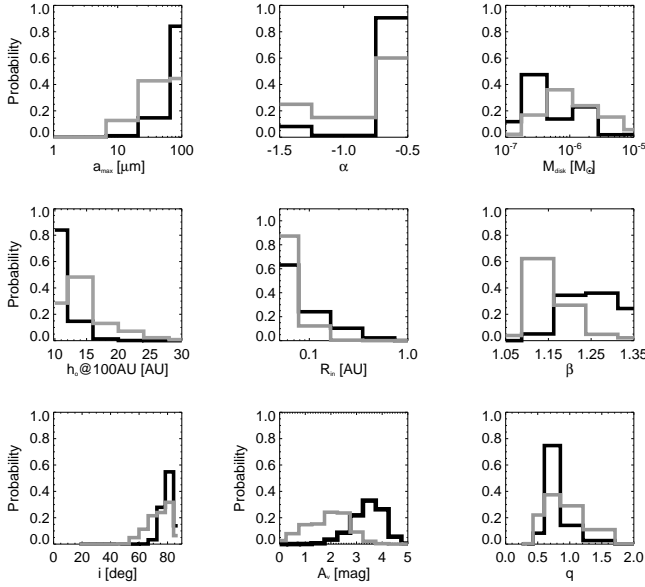 Probability
1.0
0.8
0.6
0.4
0.2
0.0
1 10 100
a_max [μm]
1.0
0.8
0.6
0.4
0.2
0.0
-1.5 -1.0 -0.5
α
1.0
0.8
0.6
0.4
0.2
0.0
10^-7 10^-6 10^-5
M_disk [M_⊙]
Probability
1.0
0.8
0.6
0.4
0.2
0.0
10 15 20 25 30
h_o@100AU [AU]
1.0
0.8
0.6
0.4
0.2
0.0
0.1 1.0
R_in [AU]
1.0
0.8
0.6
0.4
0.2
0.0
1.05 1.15 1.25 1.35
β
Probability
1.0
0.8
0.6
0.4
0.2
0.0
0 20 40 60 80
i [deg]
Probability
1.0
0.8
0.6
0.4
0.2
0.0
0 1 2 3 4 5
A_v [mag]
1.0
0.8
0.6
0.4
0.2
0.0
0.0 0.5 1.0 1.5 2.0
q